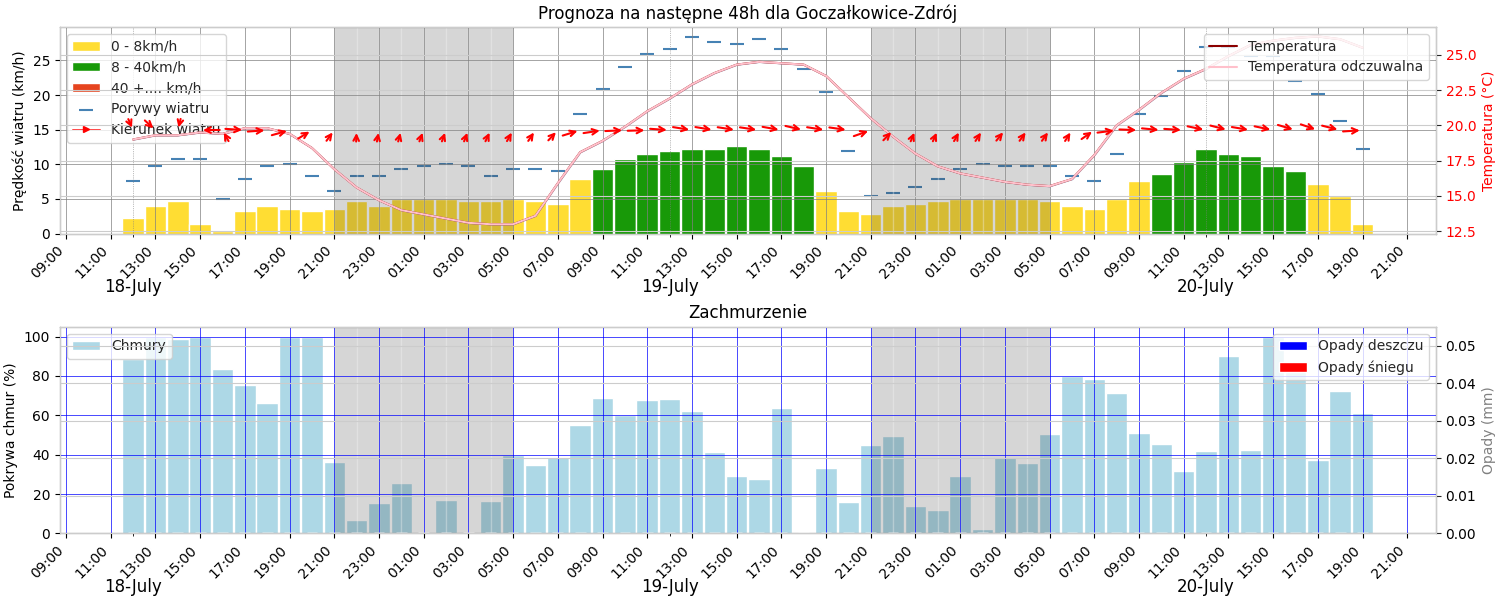 Prognoza na następne 48h dla Goczałkowice-Zdrój
0 - 8km/h
8 - 40km/h
40 +.... km/h
Porywy wiatru
Kierunek wiatru
Temperatura
Temperatura odczuwalna
Prędkość wiatru (km/h)
25
20
15
10
5
0
Temperatura (°C)
25.0
22.5
20.0
17.5
15.0
12.5
09:00 11:00 13:00 15:00 17:00 19:00 21:00 23:00 01:00 03:00 05:00 07:00 09:00 11:00 13:00 15:00 17:00 19:00 21:00 23:00 01:00 03:00 05:00 07:00 09:00 11:00 13:00 15:00 17:00 19:00 21:00
18-July 19-July 20-July
Zachmurzenie
Chmury
Opady deszczu
Opady śniegu
Pokrywa chmur (%)
100
80
60
40
20
0
Opady (mm)
0.05
0.04
0.03
0.02
0.01
0.00
09:00 11:00 13:00 15:00 17:00 19:00 21:00 23:00 01:00 03:00 05:00 07:00 09:00 11:00 13:00 15:00 17:00 19:00 21:00 23:00 01:00 03:00 05:00 07:00 09:00 11:00 13:00 15:00 17:00 19:00 21:00
18-July 19-July 20-July